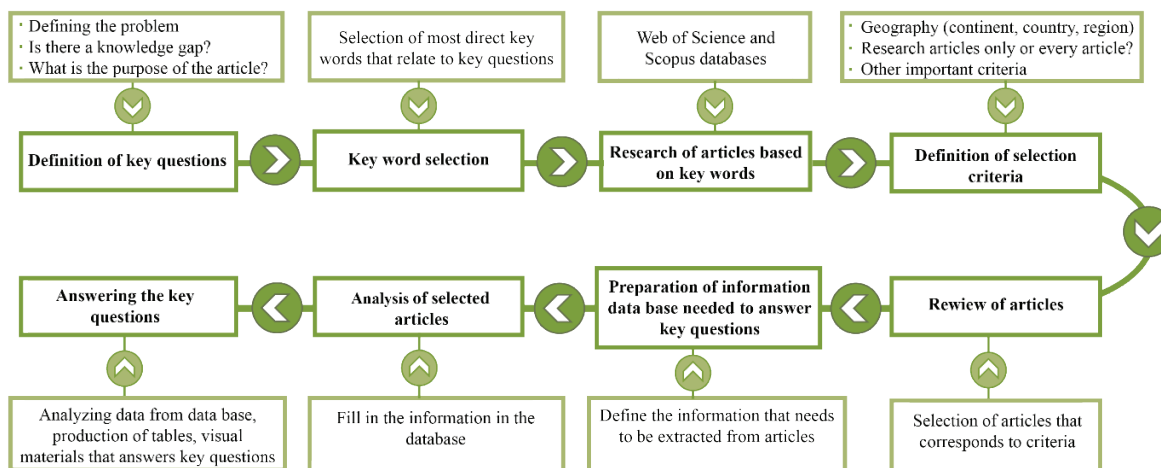 · Defining the problem
· Is there a knowledge gap?
· What is the purpose of the article?
Selection of most direct key
words that relate to key questions
Web of Science and
Scopus databases
· Geography (continent, country, region)
· Research articles only or every article?
· Other important criteria
Definition of key questions
Key word selection
Research of articles based
on key words
Definition of selection
criteria
Answering the key
questions
Analysis of selected
articles
Preparation of information
data base needed to answer
key questions
Rewiew of articles
Analyzing data from data base,
production of tables, visual
materials that answers key questions
Fill in the information in the
database
Define the information that needs
to be extracted from articles
Selection of articles that
corresponds to criteria